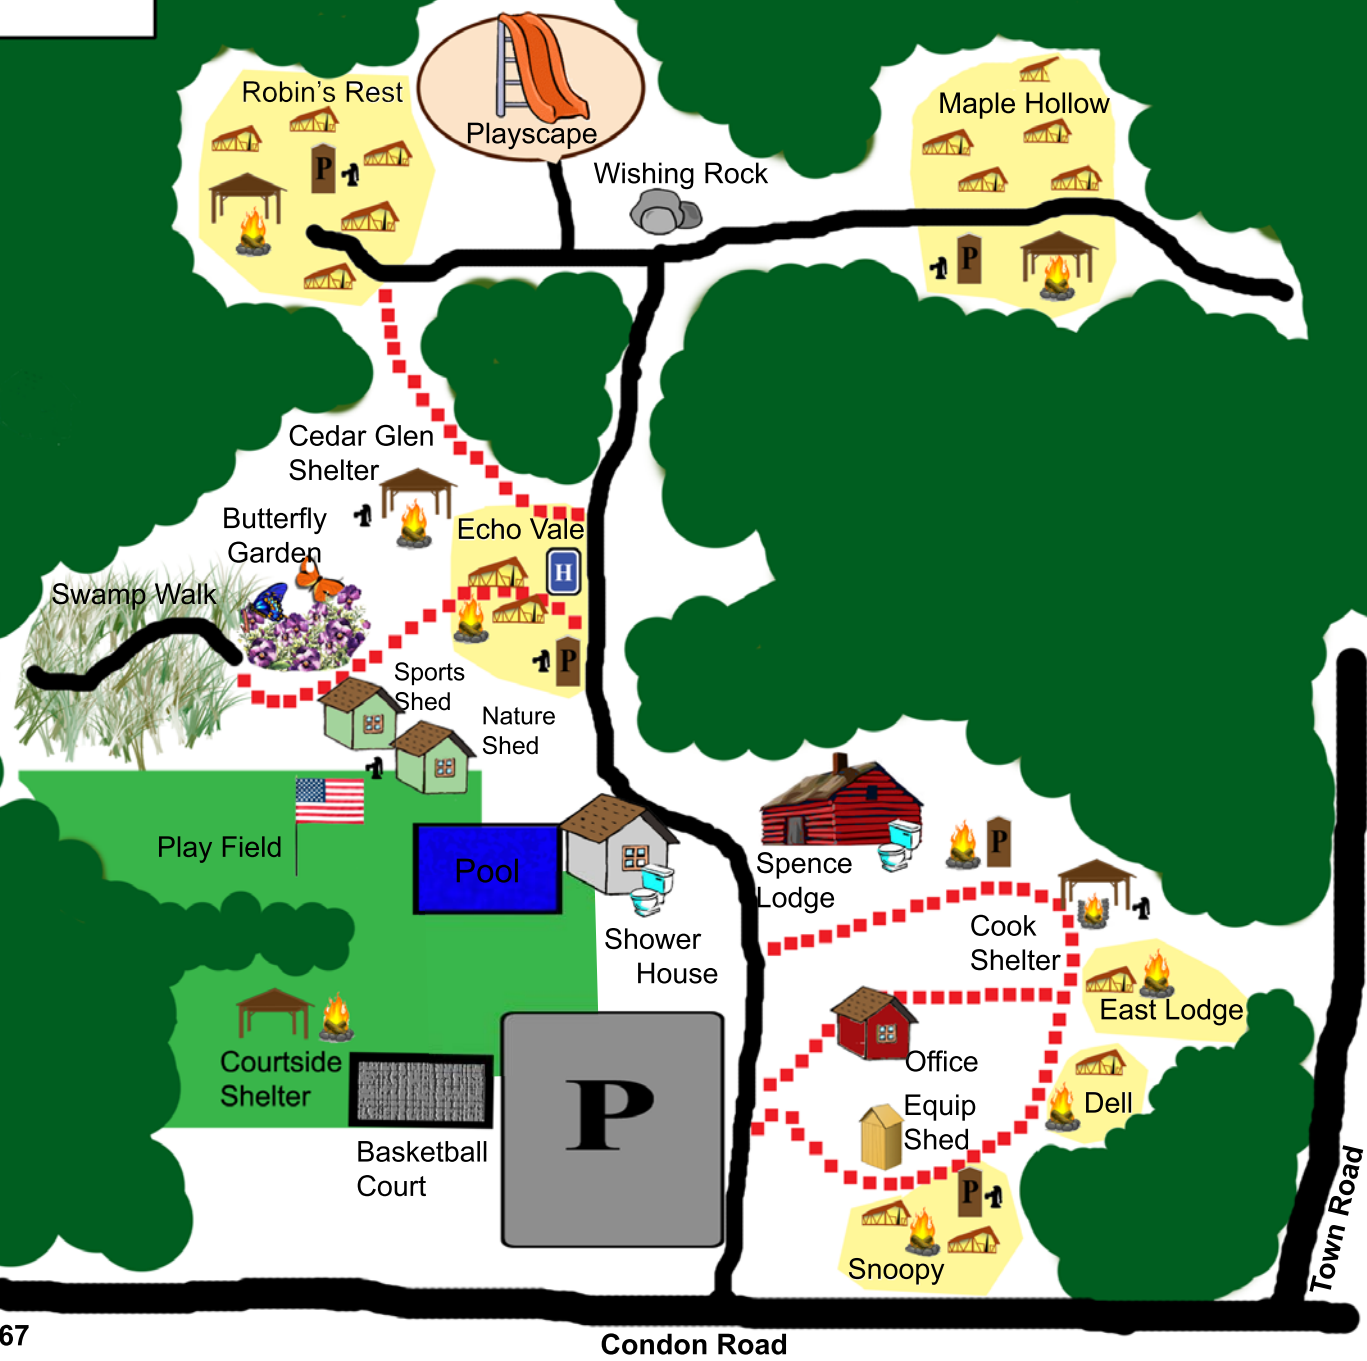 Robin's Rest
P
Playscape
Wishing Rock
Maple Hollow
P
Cedar Glen
Shelter
Butterfly
Garden
Echo Vale
H
Swamp Walk
P
Sports
Shed
Nature
Shed
Play Field
Pool
Shower
House
Spence
Lodge
P
Cook
Shelter
East Lodge
Office
Dell
Equip
Shed
Courtside
Shelter
P
Basketball
Court
P
Snoopy
Town Road
67
Condon Road